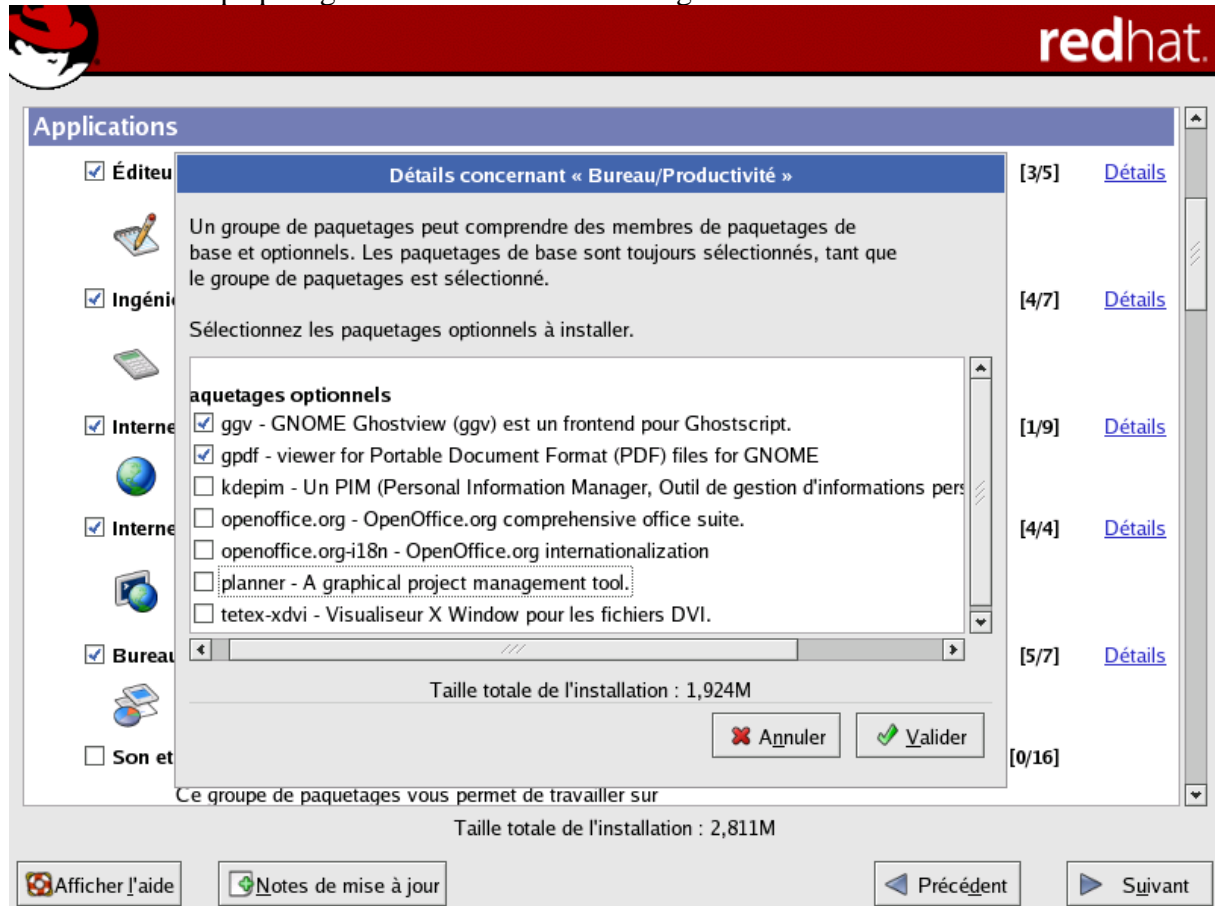 redhat.
Applications
Éditeu
[3/5]
Détails
Détails concernant « Bureau/Productivité »
Un groupe de paquetages peut comprendre des membres de paquetages de
base et optionnels. Les paquetages de base sont toujours sélectionnés, tant que
le groupe de paquetages est sélectionné.
Ingénie
[4/7]
Détails
Sélectionnez les paquetages optionnels à installer.
aquetages optionnels
ggv - GNOME Ghostview (ggv) est un frontend pour Ghostscript.
Interne
[1/9]
Détails
gpdf - viewer for Portable Document Format (PDF) files for GNOME
kdepim - Un PIM (Personal Information Manager, Outil de gestion d'informations pers
openoffice.org - OpenOffice.org comprehensive office suite.
Interne
[4/4]
Détails
openoffice.org-i18n - OpenOffice.org internationalization
planner - A graphical project management tool.
tetex-xdvi - Visualiseur X Window pour les fichiers DVI.
Bureau
[5/7]
Détails
Taille totale de l'installation : 1,924M
Annuler
Valider
Son et
[0/16]
Ce groupe de paquetages vous permet de travailler sur
Taille totale de l'installation : 2,811M
Afficher l'aide
Notes de mise à jour
Précédent
Suivant